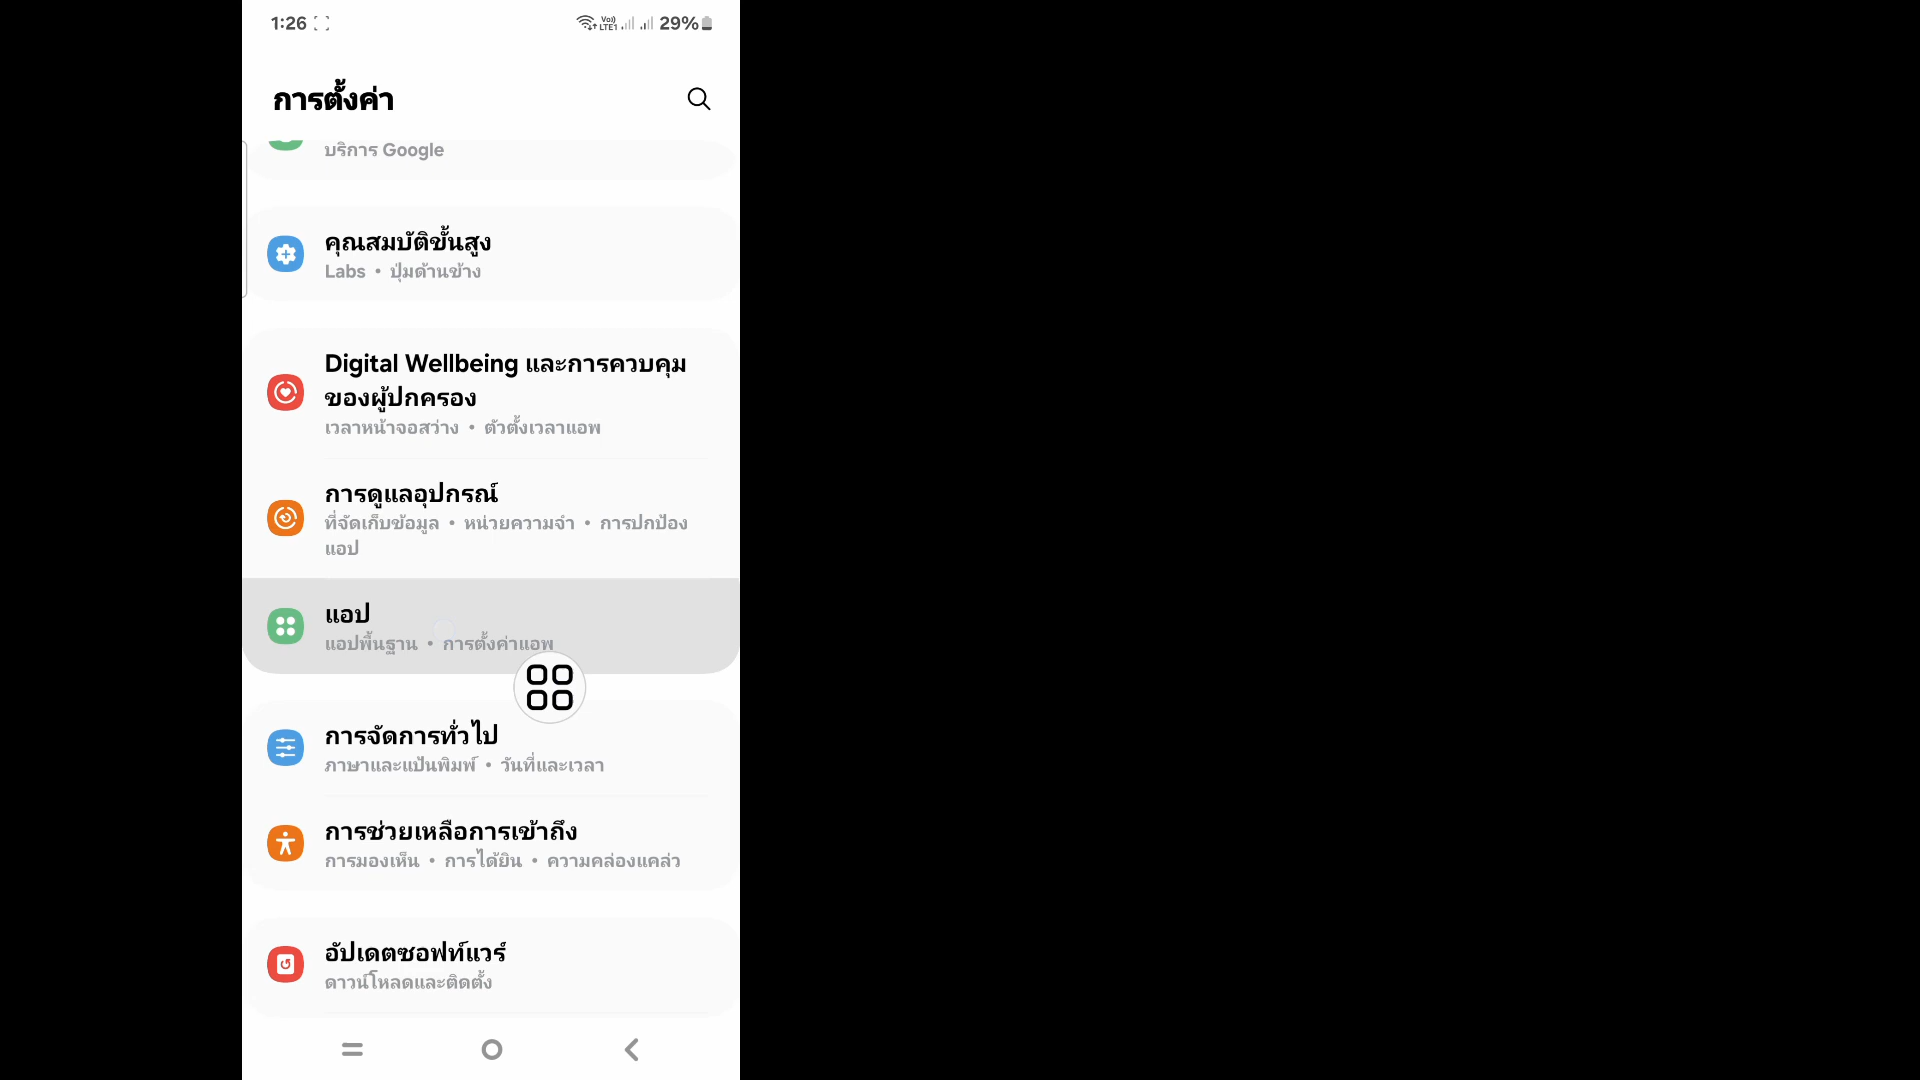 1:26
Vo))
LTE1
29%
การตั้งค่า
บริการ Google
คุณสมบัติขั้นสูง
Labs • ปุ่มด้านข้าง
Digital Wellbeing และการควบคุม
ของผู้ปกครอง
เวลาหน้าจอสว่าง • ตัวตั้งเวลาแอพ
การดูแลอุปกรณ์
ที่จัดเก็บข้อมูล • หน่วยความจำ • การปกป้อง
แอป
แอป
แอปพื้นฐาน • การตั้งค่าแอพ
การจัดการทั่วไป
ภาษาและแป้นพิมพ์ • วันที่และเวลา
การช่วยเหลือการเข้าถึง
การมองเห็น • การได้ยิน • ความคล่องแคล่ว
อัปเดตซอฟท์แวร์
ดาวน์โหลดและติดตั้ง